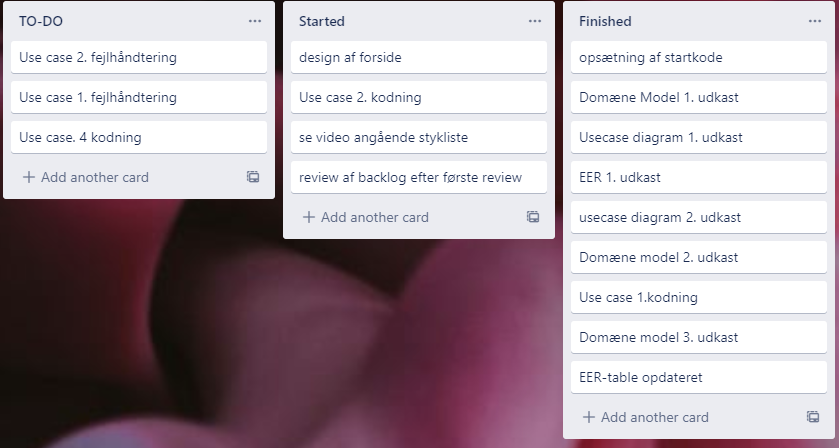 TO-DO
Use case 2. fejlhåndtering
Use case 1. fejlhåndtering
Use case. 4 kodning
Add another card
Started
design af forside
Use case 2. kodning
se video angående stykliste
review af backlog efter første review
Add another card
Finished
opsætning af startkode
Domæne Model 1. udkast
Usecase diagram 1. udkast
EER 1. udkast
usecase diagram 2. udkast
Domæne model 2. udkast
Use case 1.kodning
Domæne model 3. udkast
EER-table opdateret
Add another card